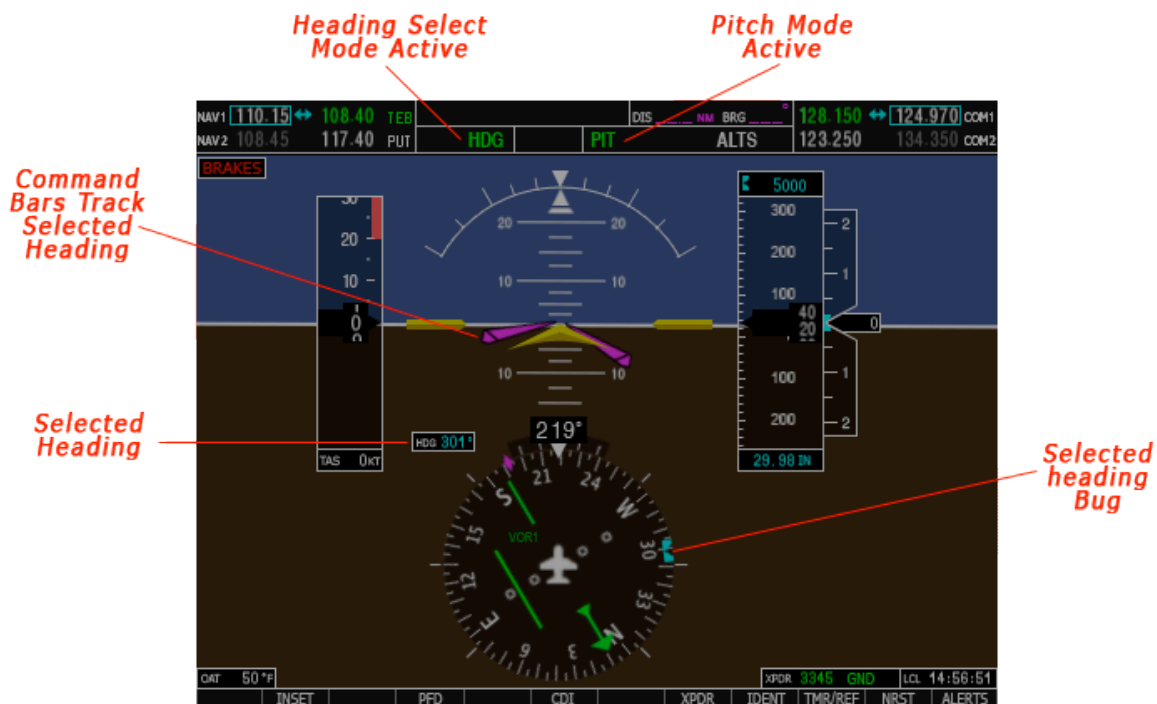 Heading Select
Mode Active
Pitch Mode
Active
NAV1 110.15 ↔ 108.40 TEB
DIS _ _ _._ NM BRG _ _ _°
128.150 ↔ 124.970 COM1
NAV2 108.45 117.40 PUT
HDG PIT ALTS
123.250 134.350 COM2
BRAKES
Command
Bars Track
Selected
Heading
5000
30
20
10
0
TAS 0KT
20 20
10 10
10 10
300
200
100
40
20
100
200
29.98 IN
2
1
0
1
2
Selected
Heading
HDG 301°
219°
Selected
heading
Bug
21 24 W 30 33 N 3 6 E 12 15 S
VOR1
OAT 50°F
XPDR 3345 GND LCL 14:56:51
INSET PFD CDI XPDR IDENT TMR/REF NRST ALERTS